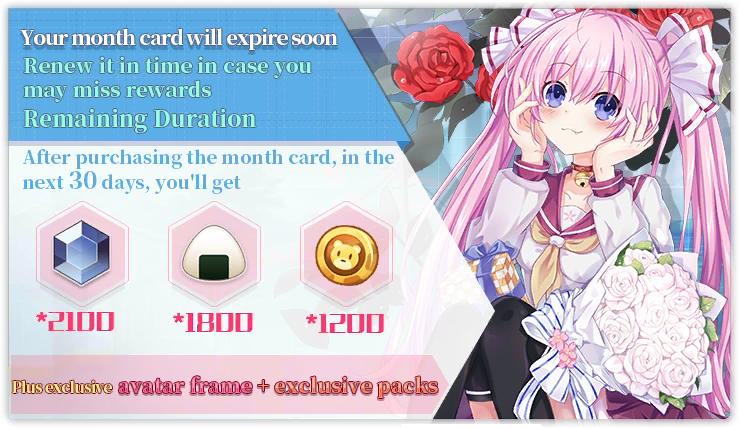 Your month card will expire soon
Renew it in time in case you
may miss rewards
Remaining Duration
After purchasing the month card, in the
next 30 days, you'll get
*2100 *1800 *1200
Plus exclusive avatar frame + exclusive packs